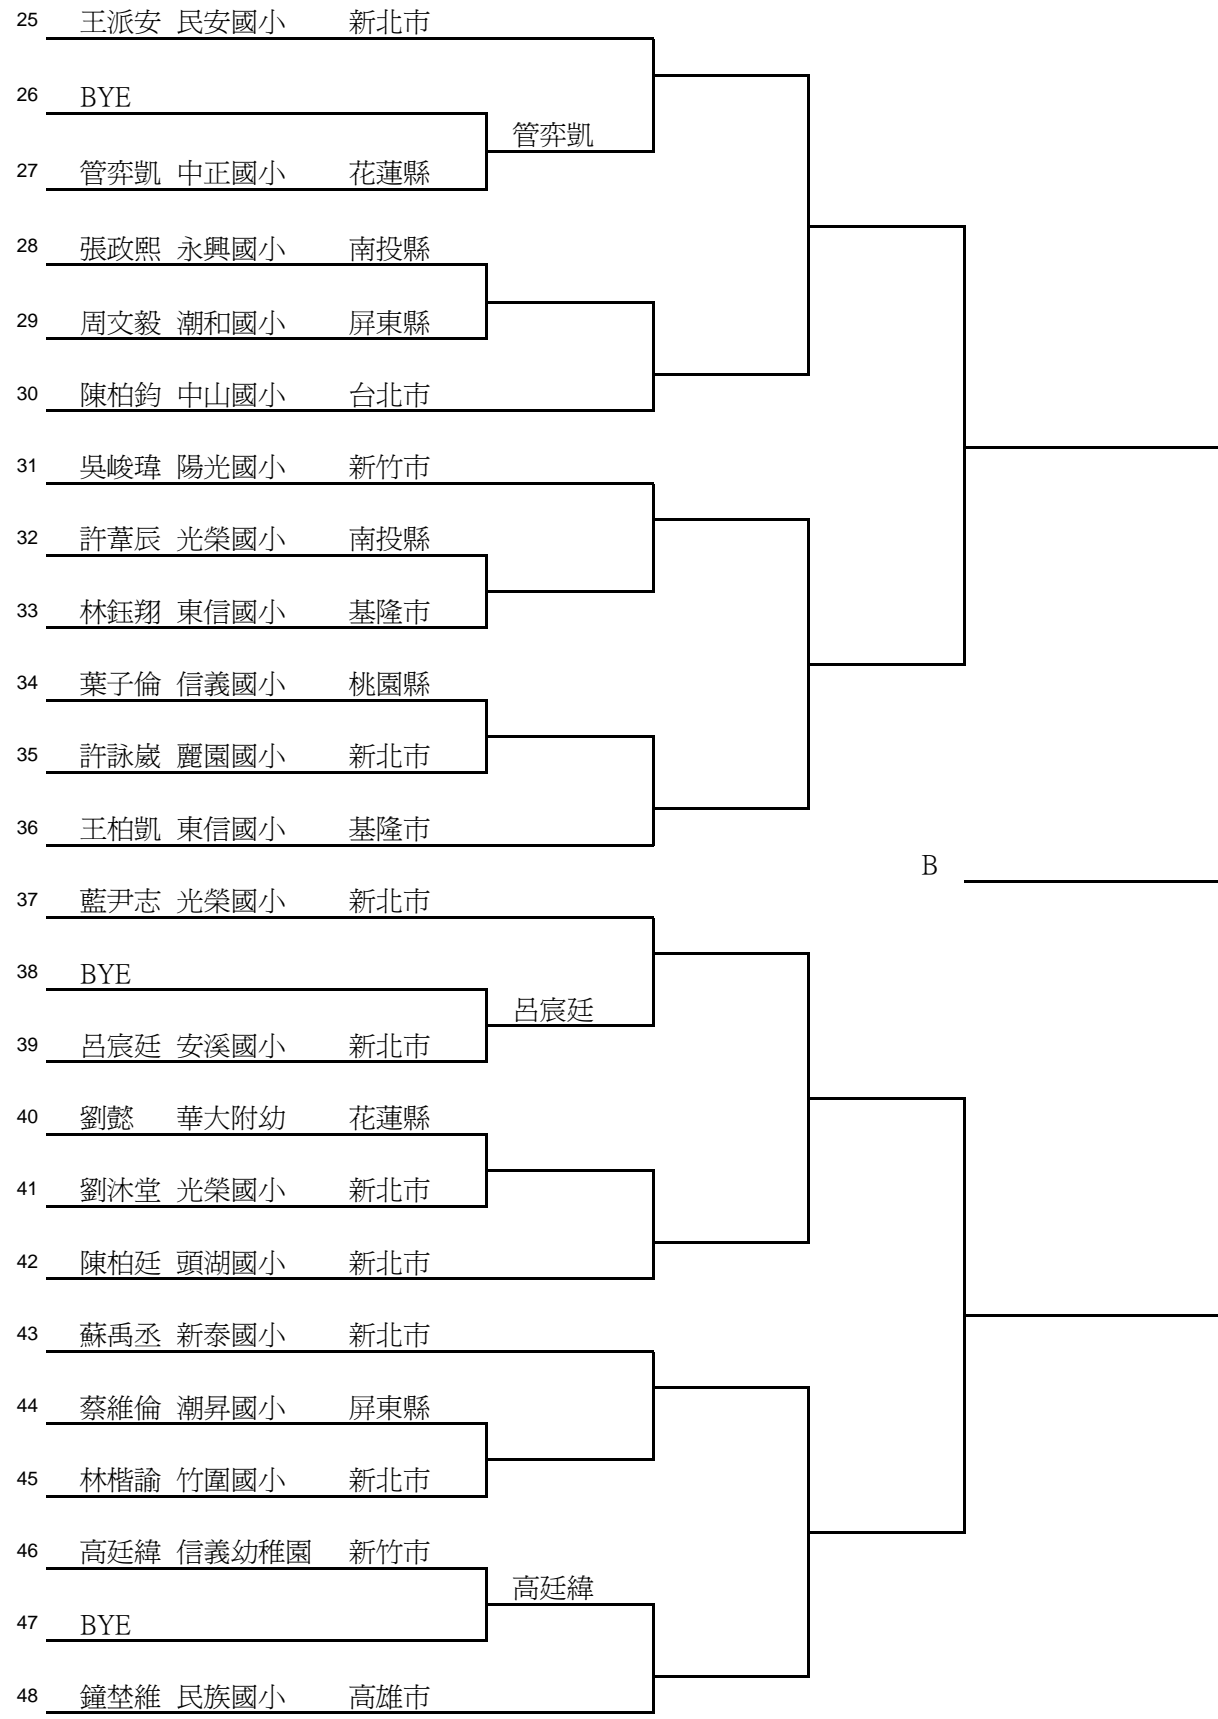 25 王派安 民安國小 新北市
26 BYE
管弈凱
27 管弈凱 中正國小 花蓮縣
28 張政熙 永興國小 南投縣
29 周文毅 潮和國小 屏東縣
30 陳柏鈞 中山國小 台北市
31 吳峻瑋 陽光國小 新竹市
32 許葦辰 光榮國小 南投縣
33 林鈺翔 東信國小 基隆市
34 葉子倫 信義國小 桃園縣
35 許詠崴 麗園國小 新北市
36 王柏凱 東信國小 基隆市
B
37 藍尹志 光榮國小 新北市
38 BYE
呂宸廷
39 呂宸廷 安溪國小 新北市
40 劉懿 華大附幼 花蓮縣
41 劉沐堂 光榮國小 新北市
42 陳柏廷 頭湖國小 新北市
43 蘇禹丞 新泰國小 新北市
44 蔡維倫 潮昇國小 屏東縣
45 林楷諭 竹圍國小 新北市
46 高廷緯 信義幼稚園 新竹市
高廷緯
47 BYE
48 鐘埜維 民族國小 高雄市